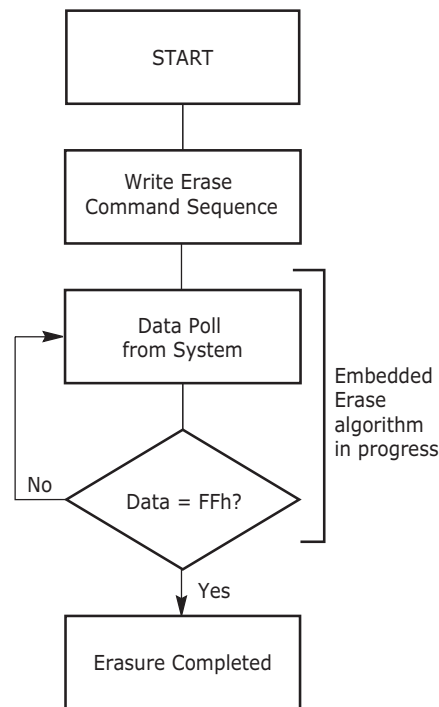 START
Write Erase
Command Sequence
Data Poll
from System
Embedded
Erase
algorithm
in progress
No
Data = FFh?
Yes
Erasure Completed